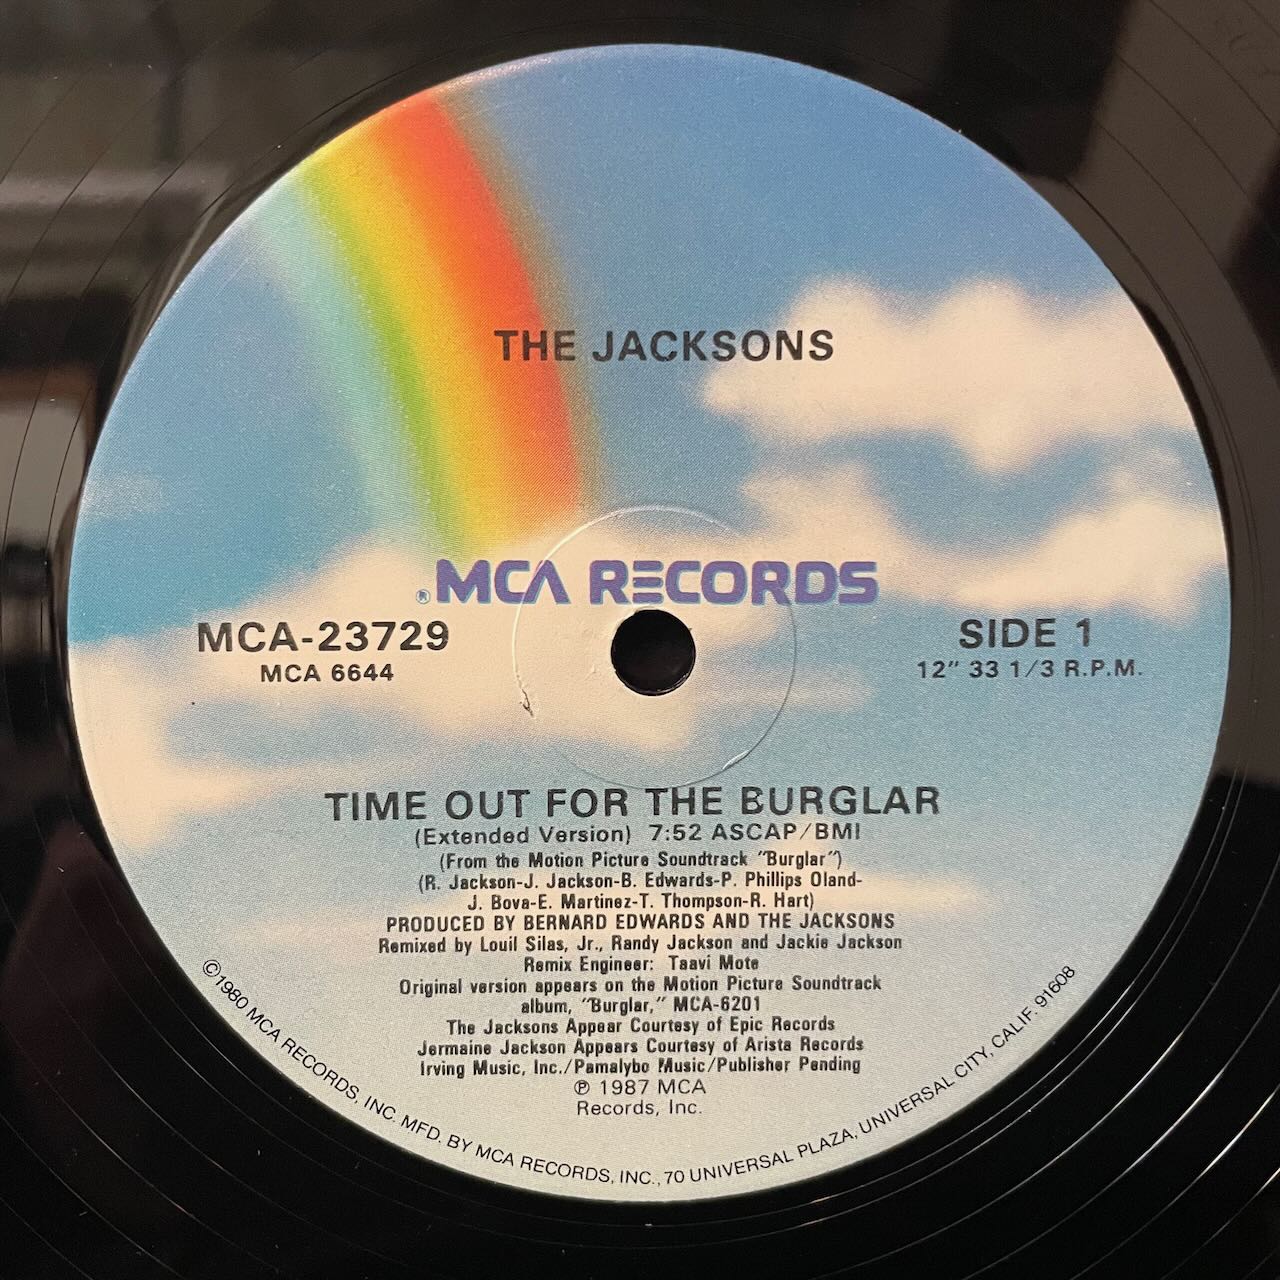 THE JACKSONS
® MCA RECORDS
MCA-23729
MCA 6644
SIDE 1
12" 33 1/3 R.P.M.
TIME OUT FOR THE BURGLAR
(Extended Version) 7:52 ASCAP/BMI
(From the Motion Picture Soundtrack "Burglar")
(R. Jackson-J. Jackson-B. Edwards-P. Phillips Oland-
J. Bova-E. Martinez-T. Thompson-R. Hart)
PRODUCED BY BERNARD EDWARDS AND THE JACKSONS
Remixed by Louil Silas, Jr., Randy Jackson and Jackie Jackson
Remix Engineer: Taavi Mote
Original version appears on the Motion Picture Soundtrack
album, "Burglar," MCA-6201
The Jacksons Appear Courtesy of Epic Records
Jermaine Jackson Appears Courtesy of Arista Records
Irving Music, Inc./Pamalybo Music/Publisher Pending
℗ 1987 MCA
Records, Inc.
©1980 MCA RECORDS, INC. MFD. BY MCA RECORDS, INC., 70 UNIVERSAL PLAZA, UNIVERSAL CITY, CALIF. 91608